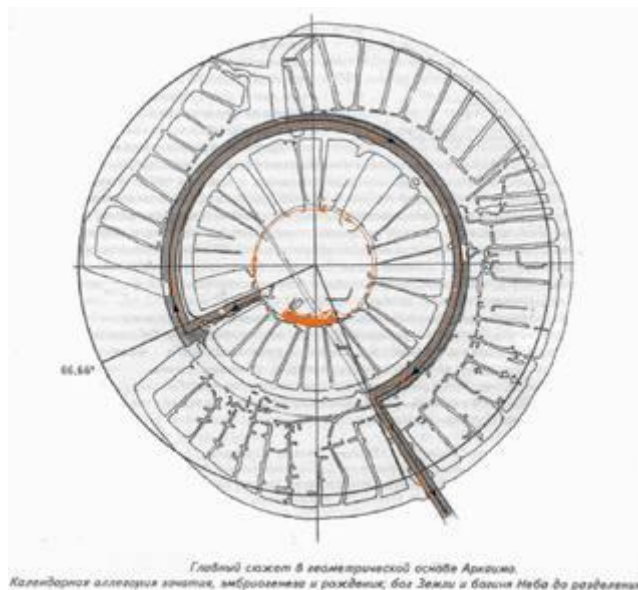 66,66°
Главный сюжет в геометрической основе Аркаима.
Календарная аллегория зачатия, эмбриогенеза и рождения; бог Земли и богиня Неба до разделения